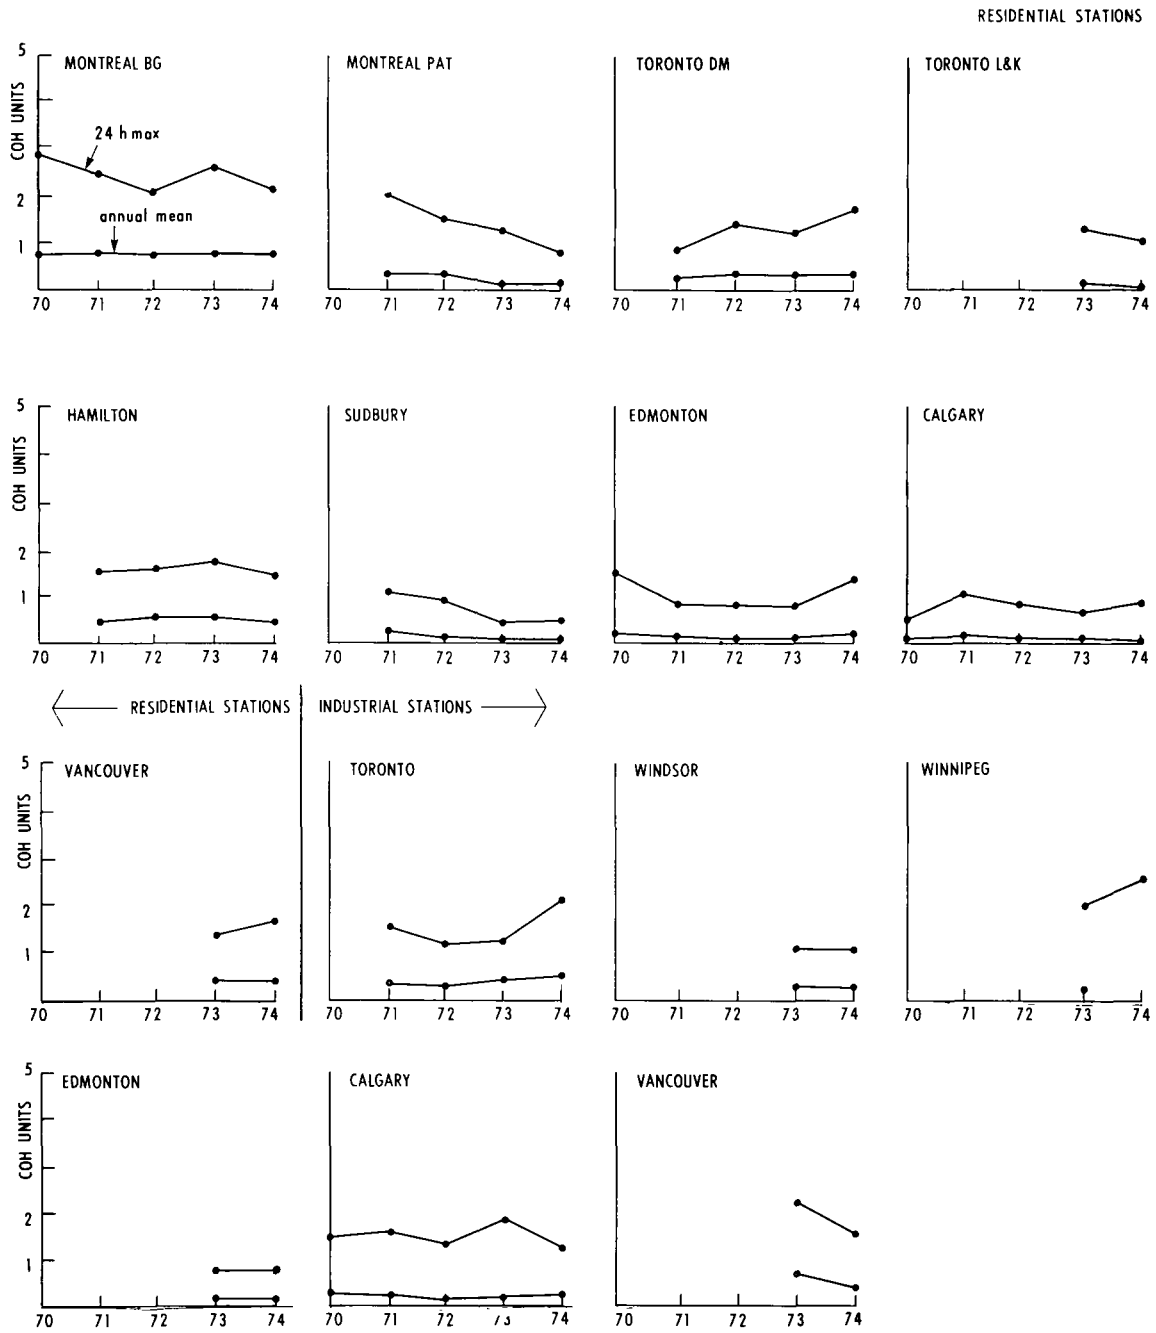 RESIDENTIAL STATIONS
5 MONTREAL BG MONTREAL PAT TORONTO DM TORONTO L&K
COH UNITS
24 h max
2
annual mean
1
70 71 72 73 74 70 71 72 73 74 70 71 72 73 74 70 71 72 73 74
5 HAMILTON SUDBURY EDMONTON CALGARY
COH UNITS
2
1
70 71 72 73 74 70 71 72 73 74 70 71 72 73 74 70 71 72 73 74
RESIDENTIAL STATIONS INDUSTRIAL STATIONS
5 VANCOUVER TORONTO WINDSOR WINNIPEG
COH UNITS
2
1
70 71 72 73 74 70 71 72 73 74 70 71 72 73 74 70 71 72 73 74
5 EDMONTON CALGARY VANCOUVER
COH UNITS
2
1
70 71 72 73 74 70 71 72 73 74 70 71 72 73 74